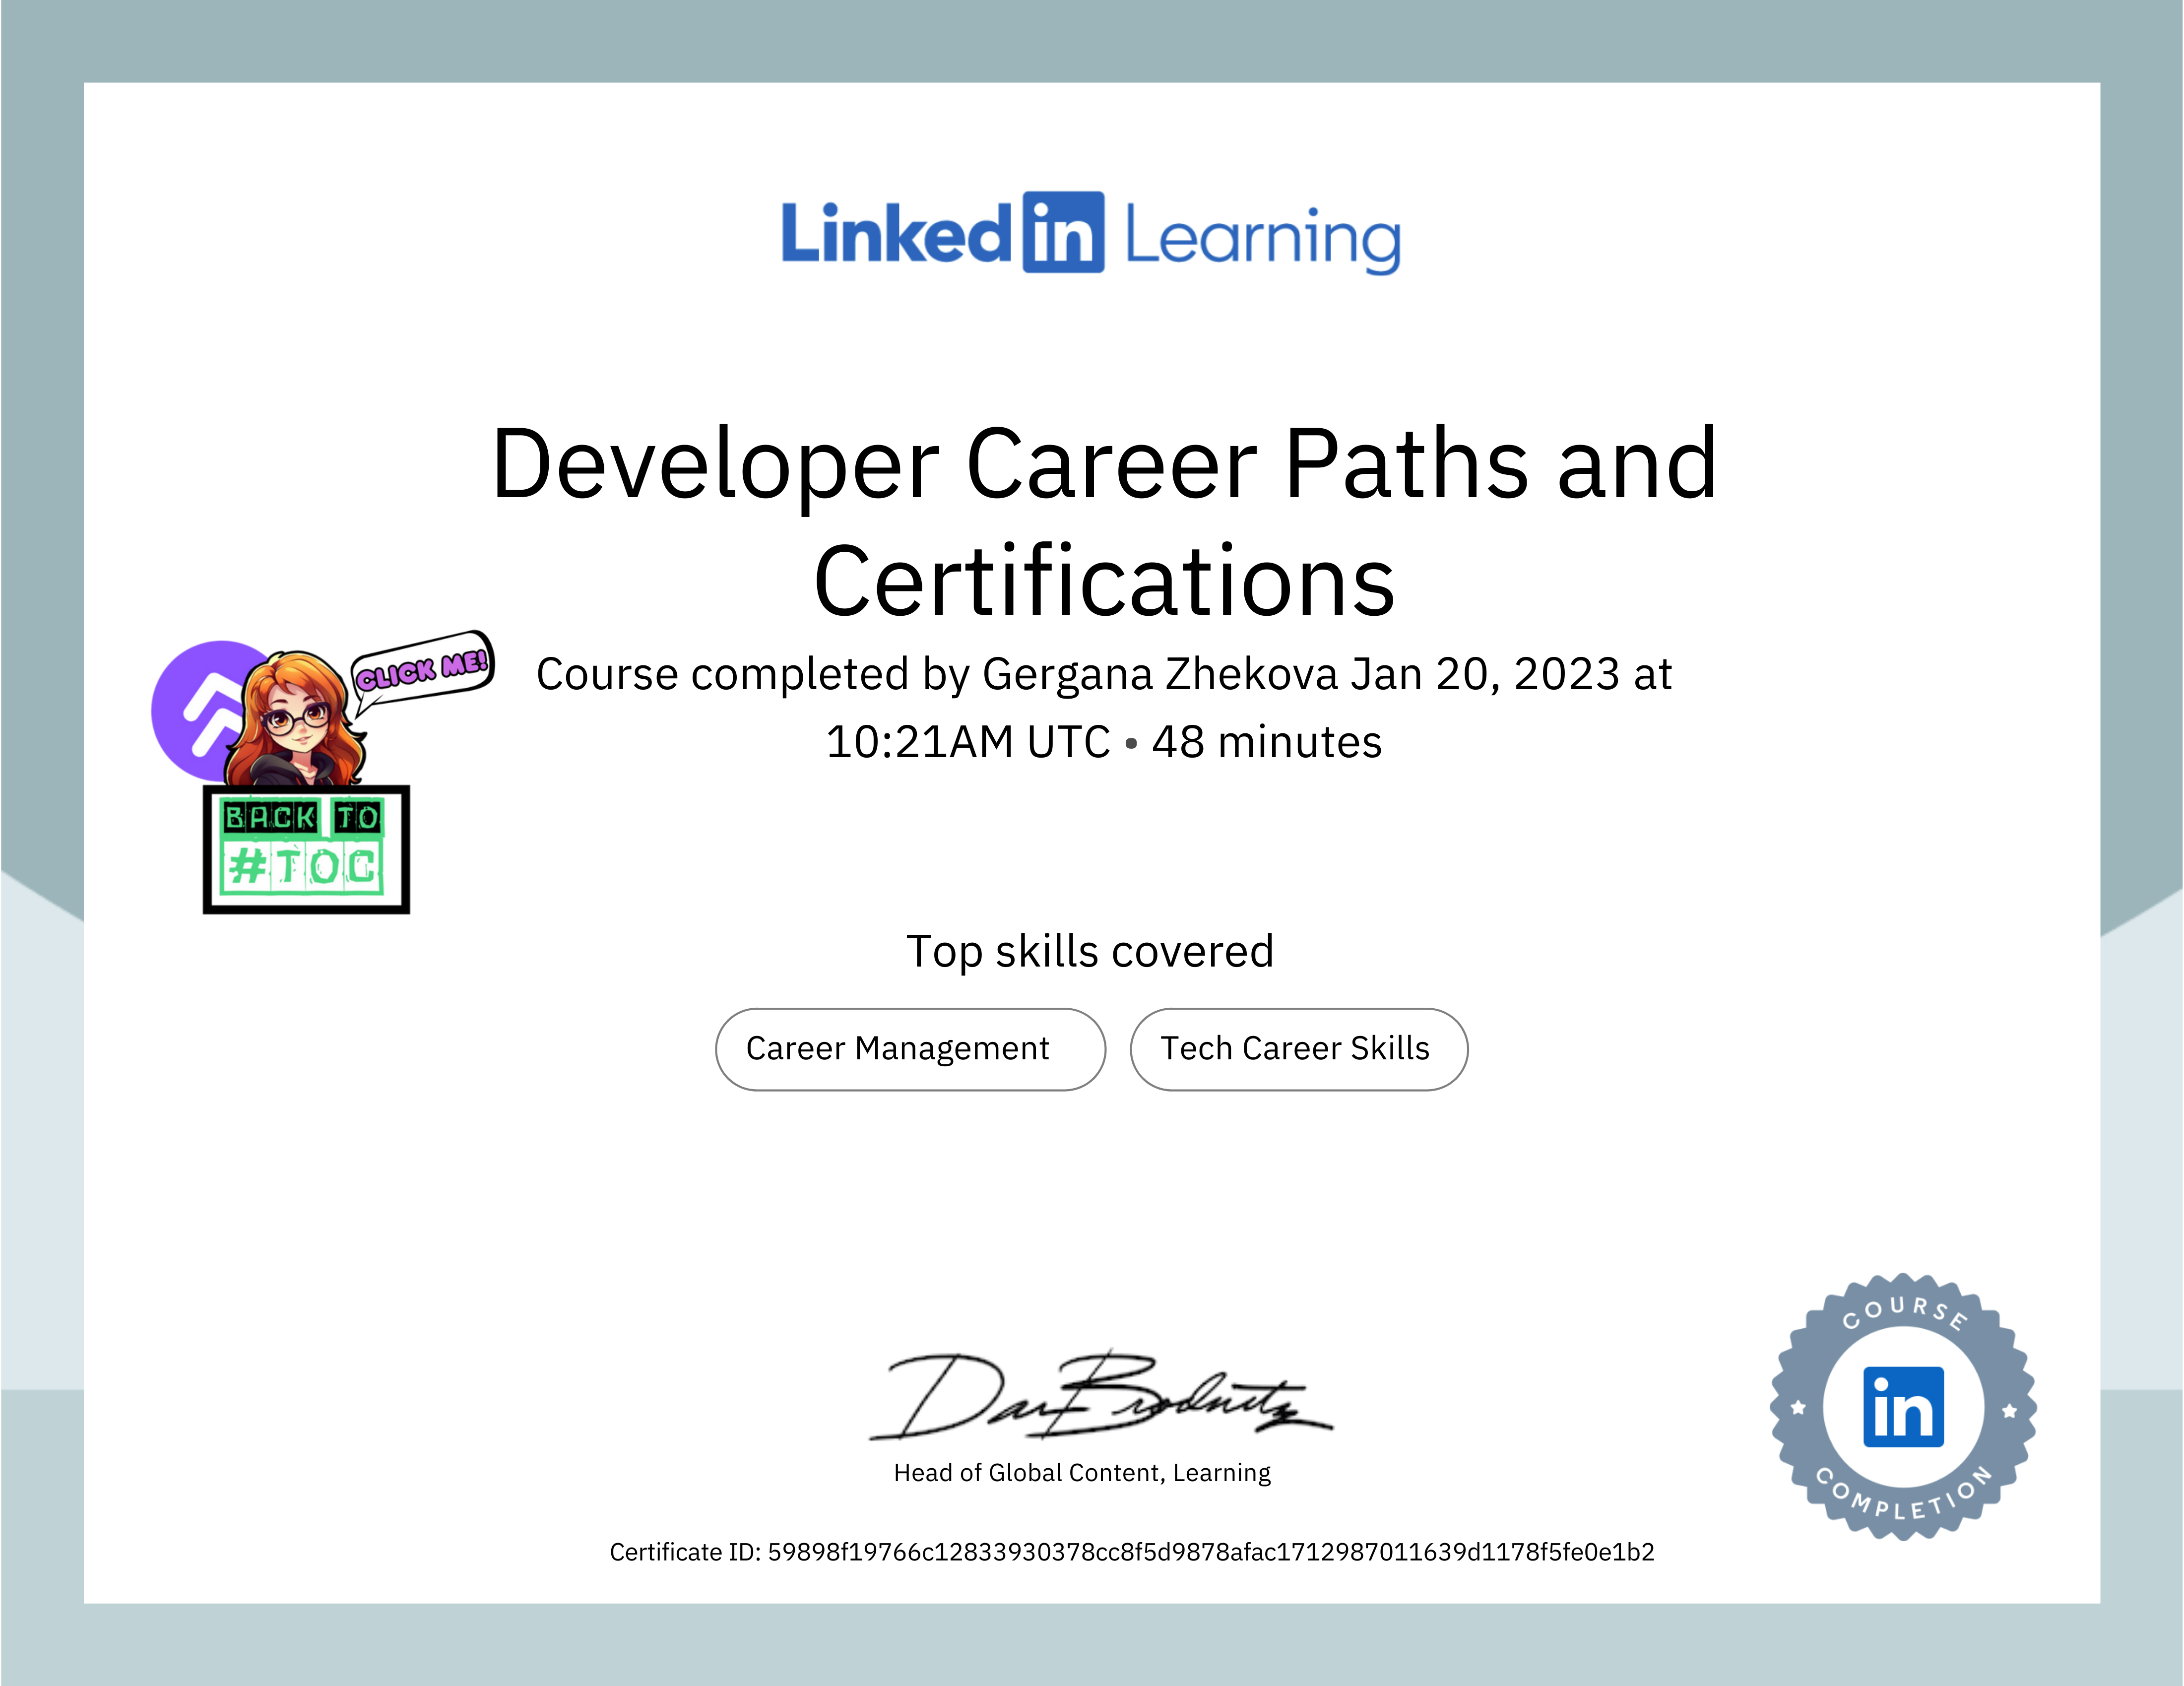 Linked in Learning
Developer Career Paths and
Certifications
CLICK ME!
Course completed by Gergana Zhekova Jan 20, 2023 at
10:21AM UTC • 48 minutes
BACK TO
#TOC
Top skills covered
Career Management
Tech Career Skills
Dan Brodnitz
Head of Global Content, Learning
COURSE
in
COMPLETION
Certificate ID: 59898f19766c12833930378cc8f5d9878afac1712987011639d1178f5fe0e1b2